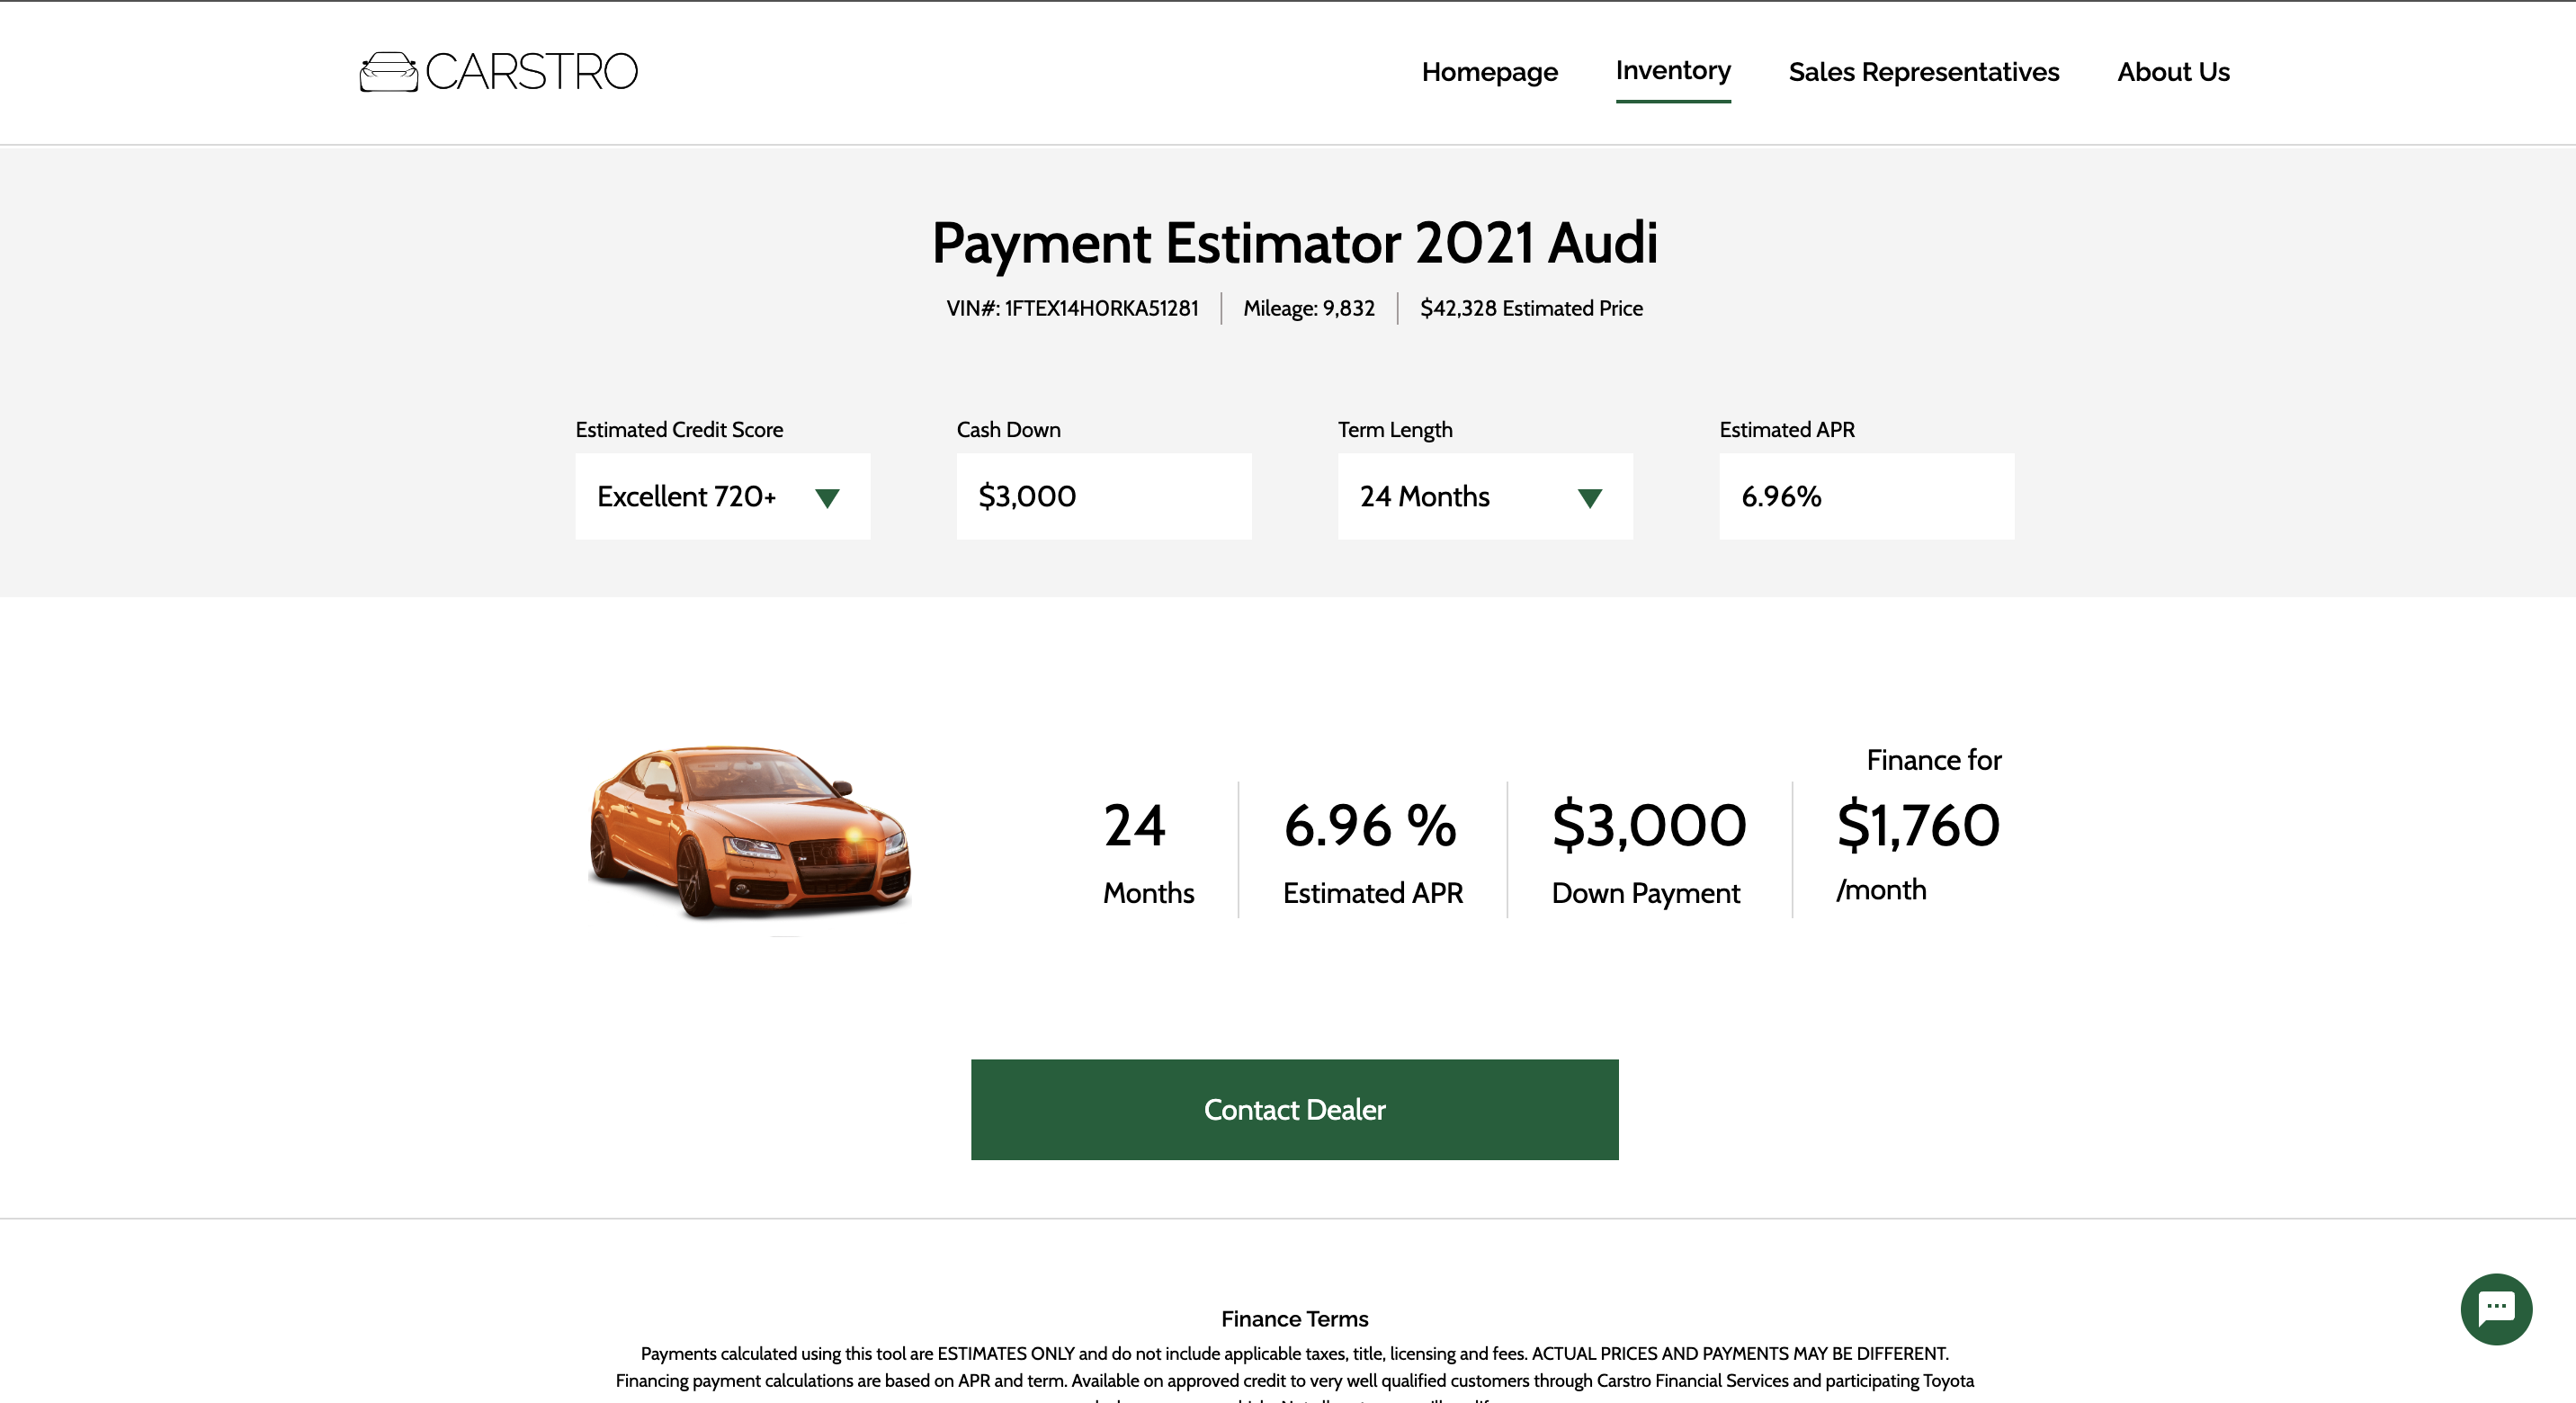 CARSTRO
Homepage Inventory Sales Representatives About Us
Payment Estimator 2021 Audi
VIN#: 1FTEX14H0RKA51281 Mileage: 9,832 $42,328 Estimated Price
Estimated Credit Score Cash Down Term Length Estimated APR
Excellent 720+ $3,000 24 Months 6.96%
Finance for
24 6.96 % $3,000 $1,760
Months Estimated APR Down Payment /month
Contact Dealer
Finance Terms
Payments calculated using this tool are ESTIMATES ONLY and do not include applicable taxes, title, licensing and fees. ACTUAL PRICES AND PAYMENTS MAY BE DIFFERENT.
Financing payment calculations are based on APR and term. Available on approved credit to very well qualified customers through Carstro Financial Services and participating Toyota